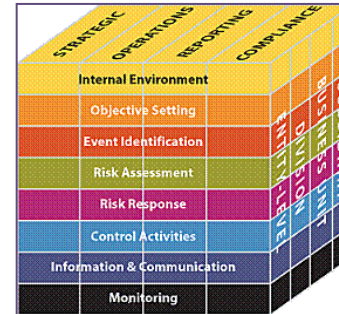 STRATEGIC
OPERATIONS
REPORTING
COMPLIANCE
Internal Environment
Objective Setting
Event Identification
Risk Assessment
Risk Response
Control Activities
Information & Communication
Monitoring
ENTITY-LEVEL
DIVISION
BUSINESS UNIT